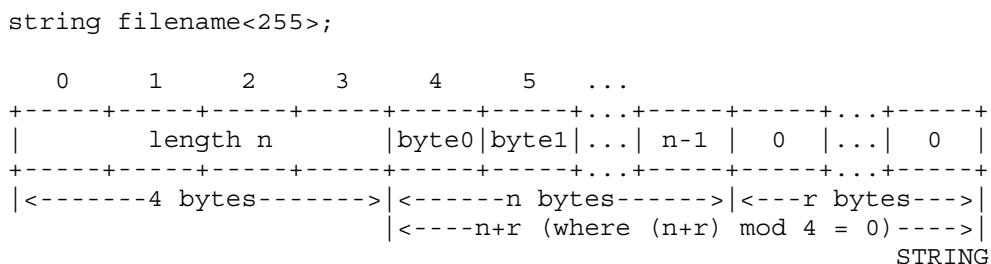 string filename<255>;
   0     1     2     3     4     5   ...
+-----+-----+-----+-----+-----+-----+...+-----+-----+...+-----+
|        length n       |byte0|byte1|...| n-1 |  0  |...|  0  |
+-----+-----+-----+-----+-----+-----+...+-----+-----+...+-----+
|<-------4 bytes------->|<------n bytes------>|<---r bytes--->|
                        |<----n+r (where (n+r) mod 4 = 0)---->|
                                                         STRING